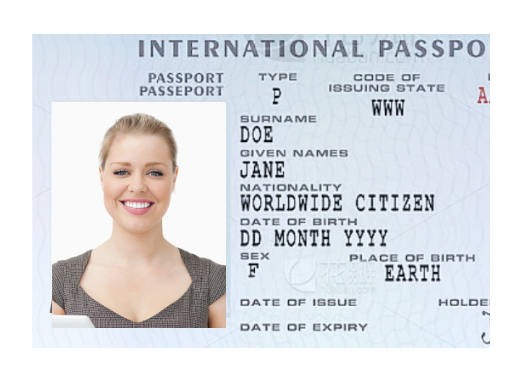 INTERNATIONAL PASSPO
PASSPORT TYPE CODE OF
PASSEPORT ISSUING STATE
P WWW A
SURNAME
DOE
GIVEN NAMES
JANE
NATIONALITY
WORLDWIDE CITIZEN
DATE OF BIRTH
DD MONTH YYYY
SEX PLACE OF BIRTH
F EARTH
DATE OF ISSUE HOLDE
DATE OF EXPIRY